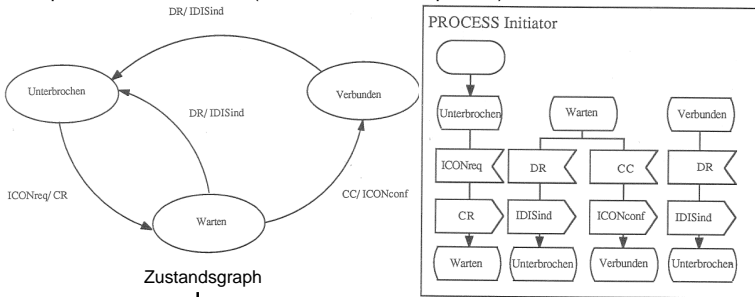 DR/ IDISind
Unterbrochen
Verbunden
DR/ IDISind
ICONreq/ CR
CC/ ICONconf
Warten
Zustandsgraph
PROCESS Initiator
Unterbrochen
Warten
Verbunden
ICONreq
DR
CC
DR
CR
IDISind
ICONconf
IDISind
Warten
Unterbrochen
Verbunden
Unterbrochen